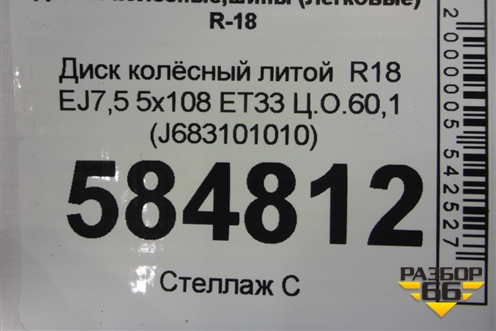 R-18
Диск колёсный литой R18
EJ7,5 5x108 ET33 Ц.О.60,1
(J683101010)
584812
Стеллаж С
2000005542527
РАЗБОР
66